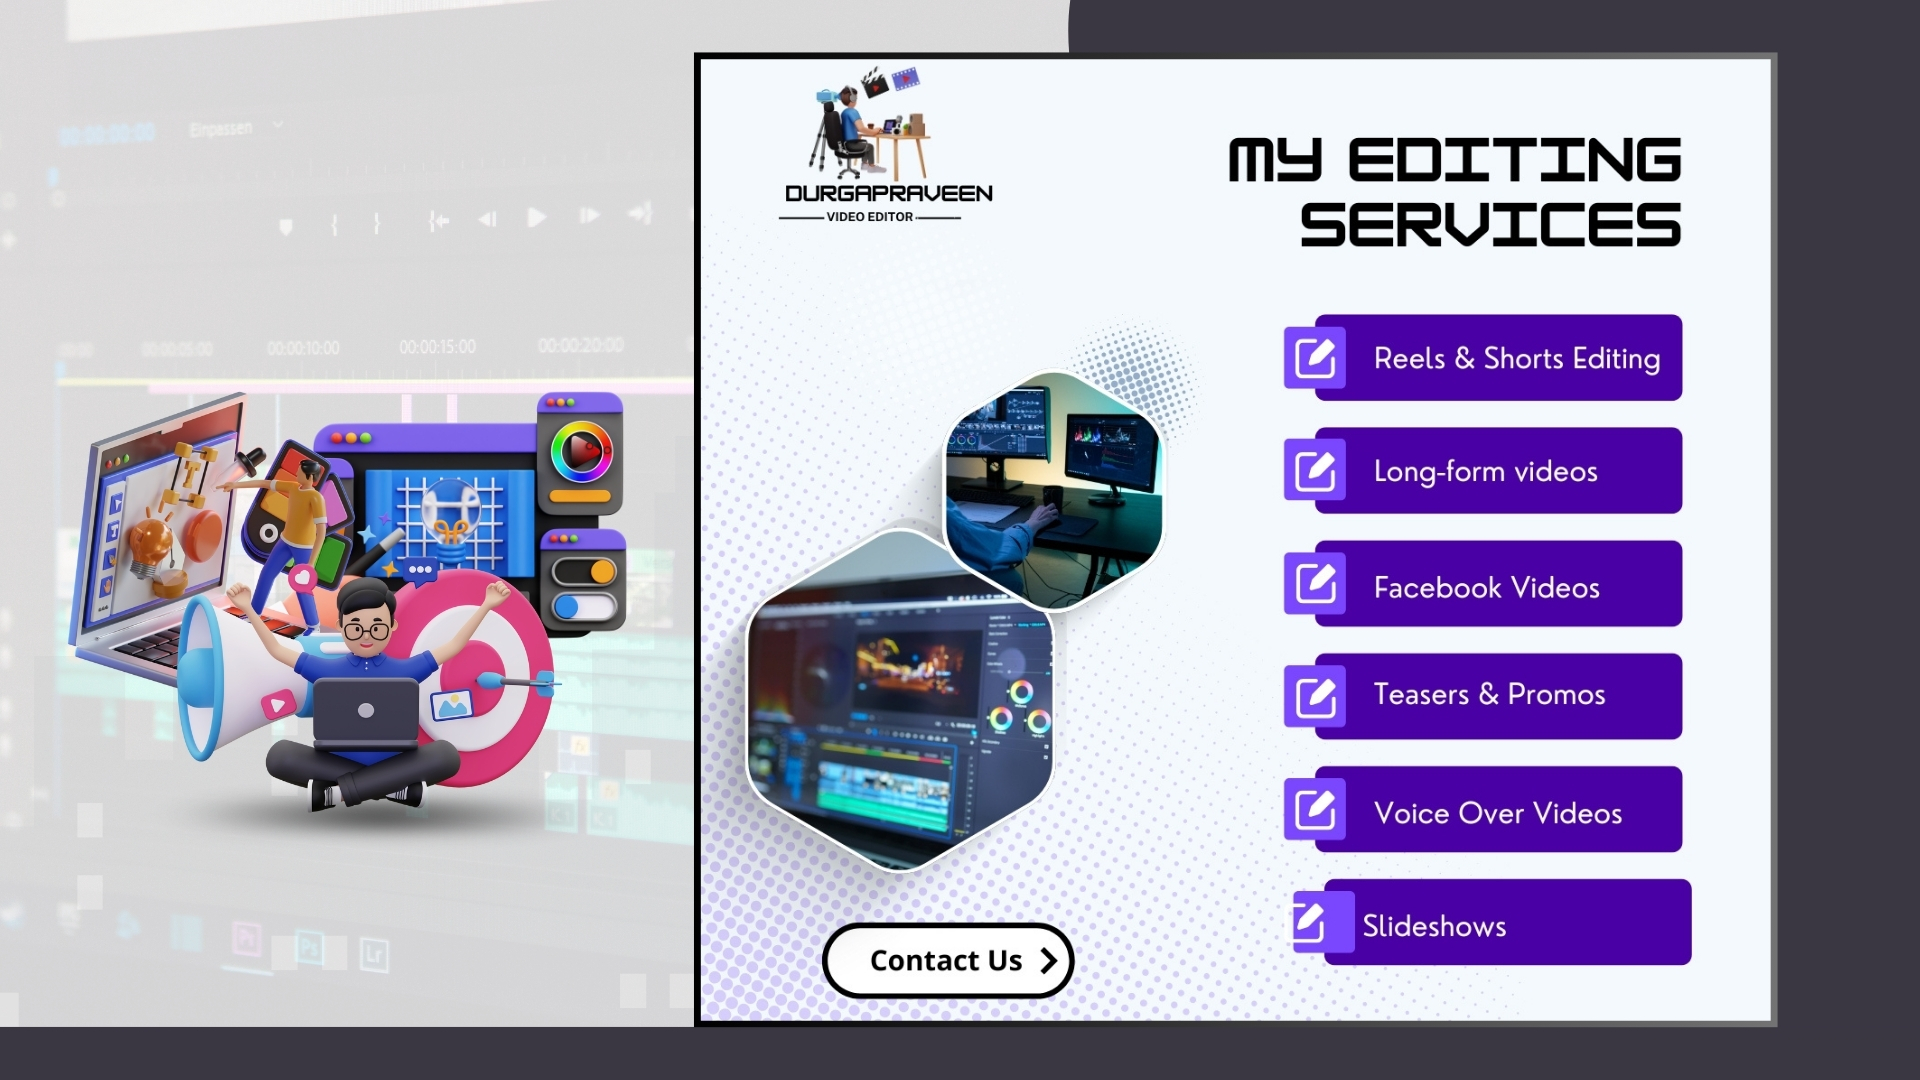 00:00:00:00
Einpassen
00:00:05:00
00:00:10:00
00:00:15:00
00:00:20:00
Ps
Lr
DURGAPRAVEEN
VIDEO EDITOR
MY EDITING
SERVICES
Reels & Shorts Editing
Long-form videos
Facebook Videos
Teasers & Promos
Voice Over Videos
Slideshows
Contact Us